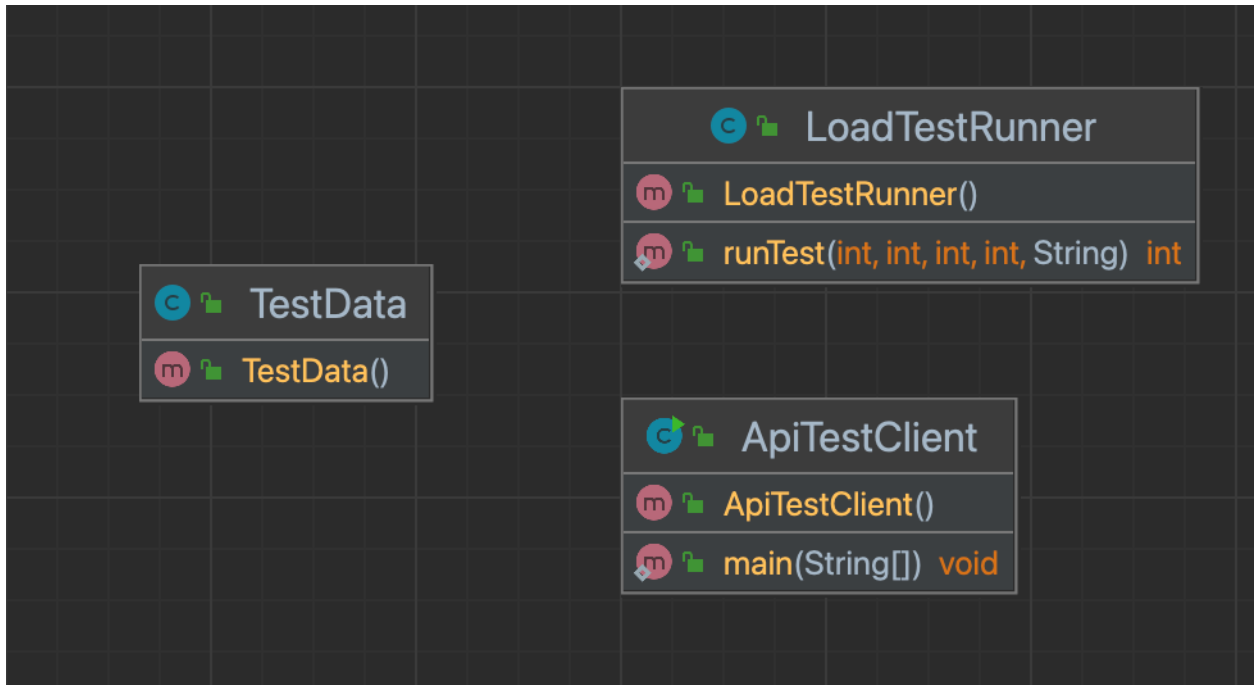 LoadTestRunner
LoadTestRunner()
runTest(int, int, int, int, String) int
TestData
TestData()
ApiTestClient
ApiTestClient()
main(String[]) void